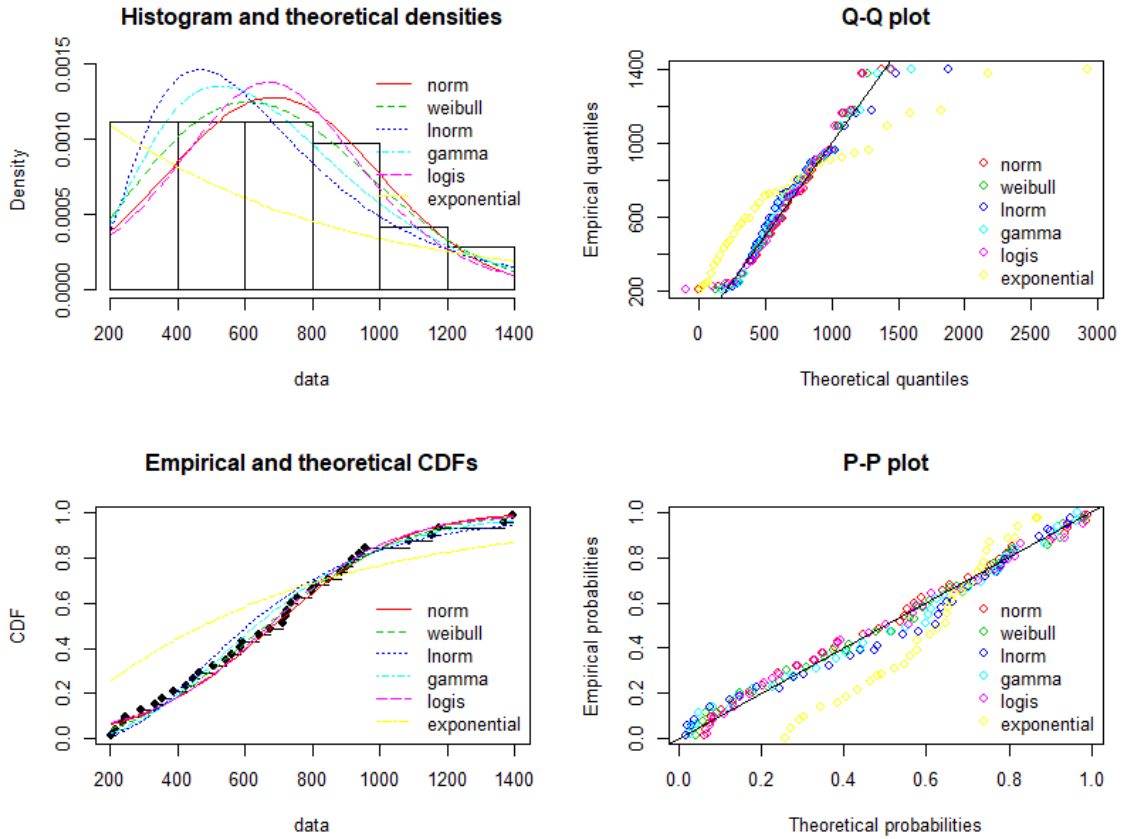 Histogram and theoretical densities
Density
0.0000 0.0005 0.0010 0.0015
norm
weibull
lnorm
gamma
logis
exponential
200 400 600 800 1000 1200 1400
data
Q-Q plot
Empirical quantiles
200 600 1000 1400
norm
weibull
lnorm
gamma
logis
exponential
0 500 1000 1500 2000 2500 3000
Theoretical quantiles
Empirical and theoretical CDFs
CDF
0.0 0.2 0.4 0.6 0.8 1.0
norm
weibull
lnorm
gamma
logis
exponential
200 400 600 800 1000 1200 1400
data
P-P plot
Empirical probabilities
0.0 0.2 0.4 0.6 0.8 1.0
norm
weibull
lnorm
gamma
logis
exponential
0.0 0.2 0.4 0.6 0.8 1.0
Theoretical probabilities